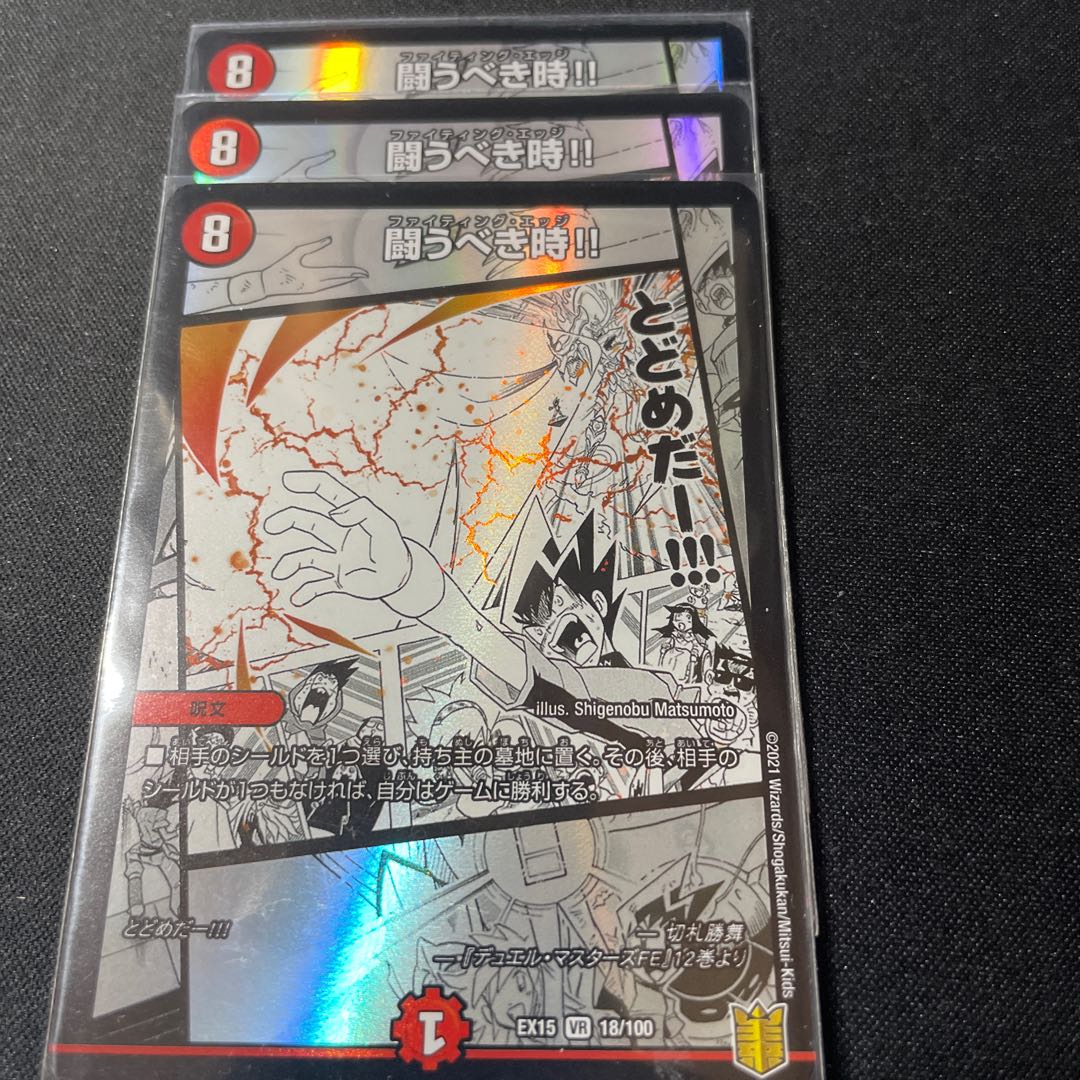 8
ファイティング・エッジ
闘うべき時!!
8
ファイティング・エッジ
闘うべき時!!
8
ファイティング・エッジ
闘うべき時!!
とどめだー!!!
呪文
illus. Shigenobu Matsumoto
■相手のシールドを1つ選び、持ち主の墓地に置く。その後、相手の
シールドが1つもなければ、自分はゲームに勝利する。
とどめだー!!!
— 切札勝舞
—『デュエル・マスターズFE』12巻より
1
EX15 VR 18/100
©2021 Wizards/Shogakukan/Mitsui-Kids